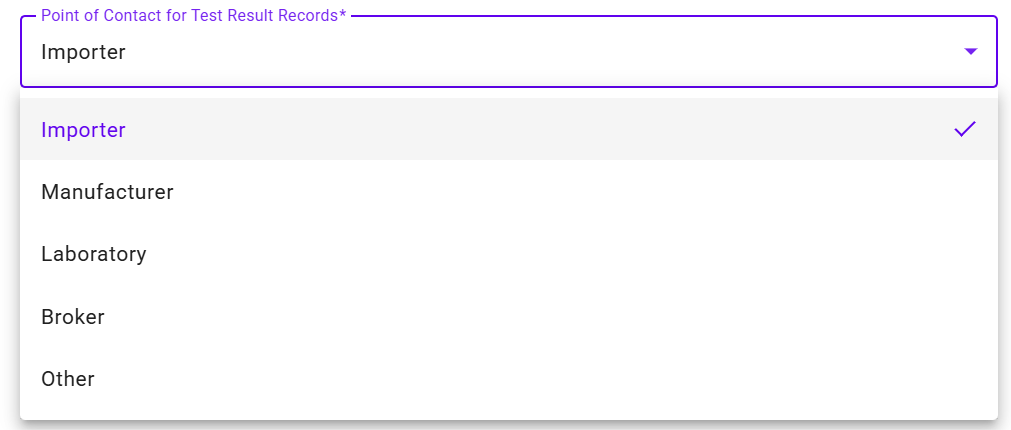 Point of Contact for Test Result Records*
Importer
Importer
Manufacturer
Laboratory
Broker
Other